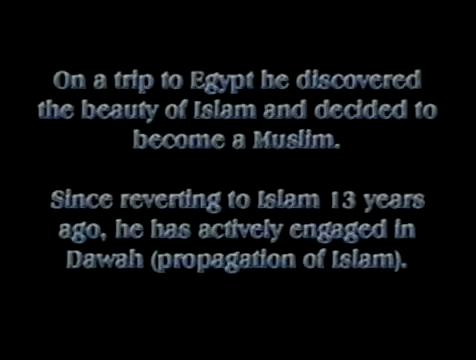 On a trip to Egypt he discovered
the beauty of Islam and decided to
become a Muslim.
Since reverting to Islam 13 years
ago, he has actively engaged in
Dawah (propagation of Islam).